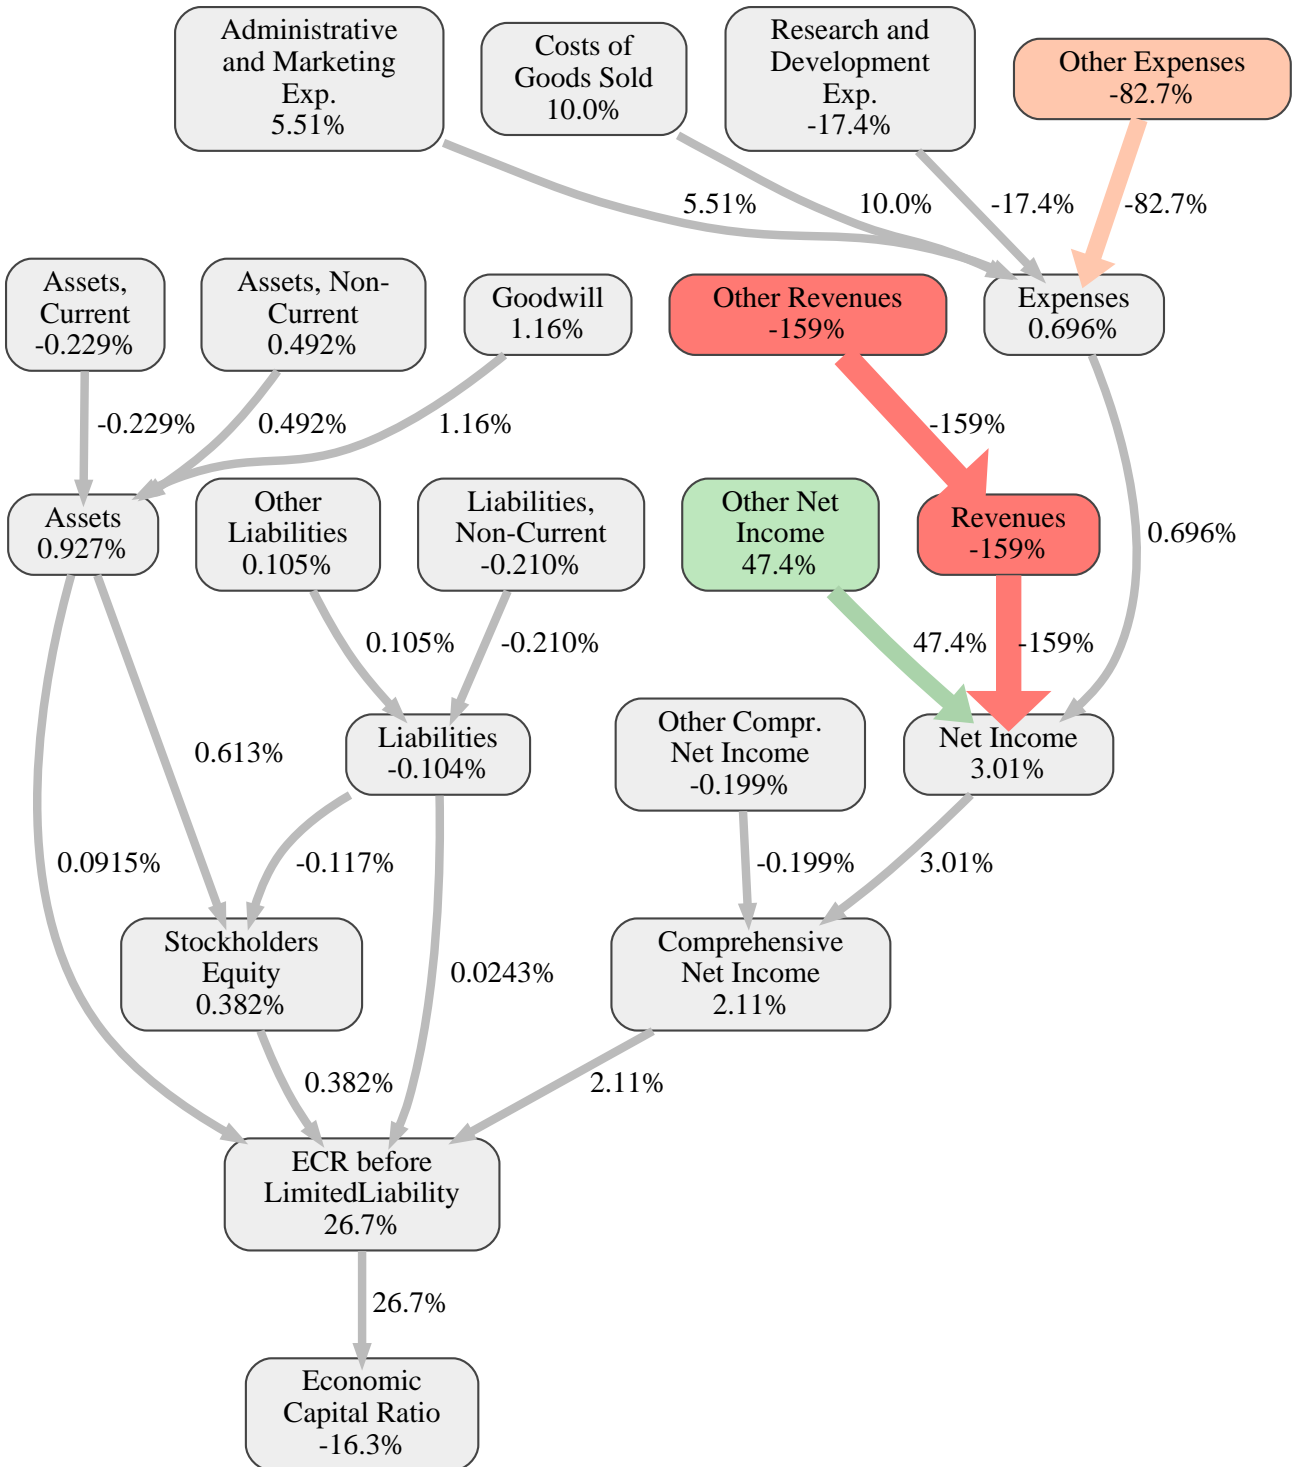 Administrative
and Marketing
Exp.
5.51%
Costs of
Goods Sold
10.0%
Research and
Development
Exp.
-17.4%
Other Expenses
-82.7%
5.51%
10.0%
-17.4%
-82.7%
Assets,
Current
-0.229%
Assets, Non-
Current
0.492%
Goodwill
1.16%
Other Revenues
-159%
Expenses
0.696%
-0.229%
0.492%
1.16%
-159%
Assets
0.927%
Other
Liabilities
0.105%
Liabilities,
Non-Current
-0.210%
Other Net
Income
47.4%
Revenues
-159%
0.696%
0.105%
-0.210%
47.4%
-159%
0.613%
Liabilities
-0.104%
Other Compr.
Net Income
-0.199%
Net Income
3.01%
0.0915%
-0.117%
-0.199%
3.01%
Stockholders
Equity
0.382%
0.0243%
Comprehensive
Net Income
2.11%
0.382%
2.11%
ECR before
LimitedLiability
26.7%
26.7%
Economic
Capital Ratio
-16.3%